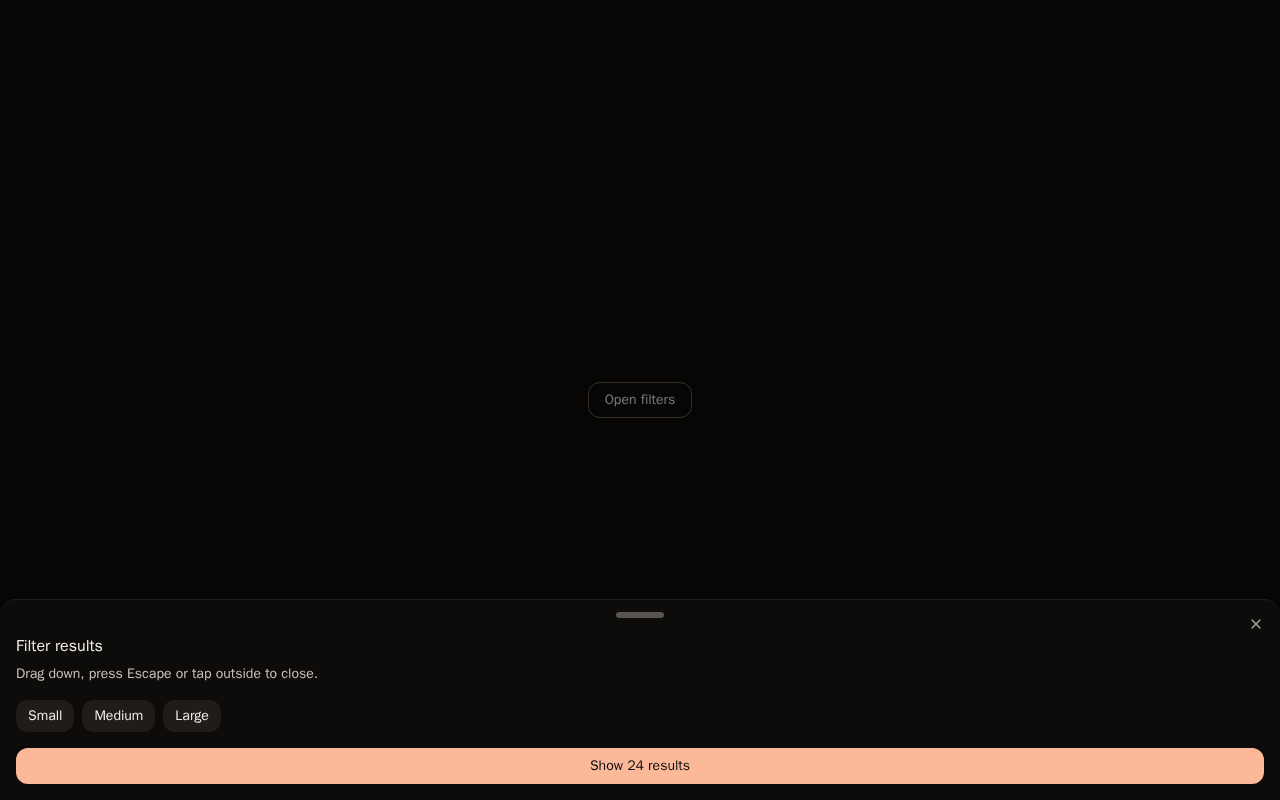 Open filters
Filter results
Drag down, press Escape or tap outside to close.
Small Medium Large
Show 24 results